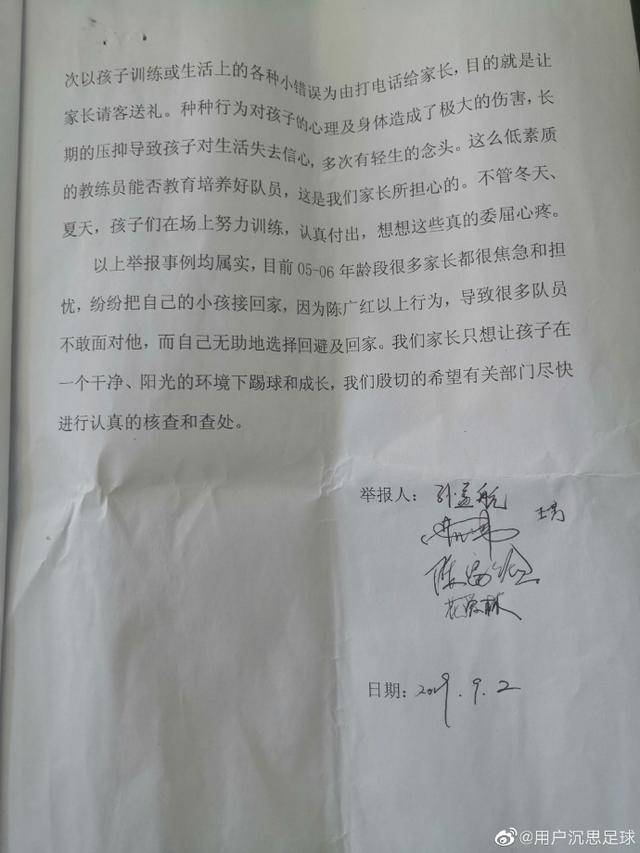 次以孩子训练或生活上的各种小错误为由打电话给家长，目的就是让
家长请客送礼。种种行为对孩子的心理及身体造成了极大的伤害，长
期的压抑导致孩子对生活失去信心，多次有轻生的念头。这么低素质
的教练员能否教育培养好队员，这是我们家长所担心的。不管冬天、
夏天，孩子们在场上努力训练，认真付出，想想这些真的委屈心疼。
以上举报事例均属实，目前 05-06 年龄段很多家长都很焦急和担
忧，纷纷把自己的小孩接回家，因为陈广红以上行为，导致很多队员
不敢面对他，而自己无助地选择回避及回家。我们家长只想让孩子在
一个干净、阳光的环境下踢球和成长，我们殷切的希望有关部门尽快
进行认真的核查和查处。
举报人：
日期：2019.9.2
@用户沉思足球